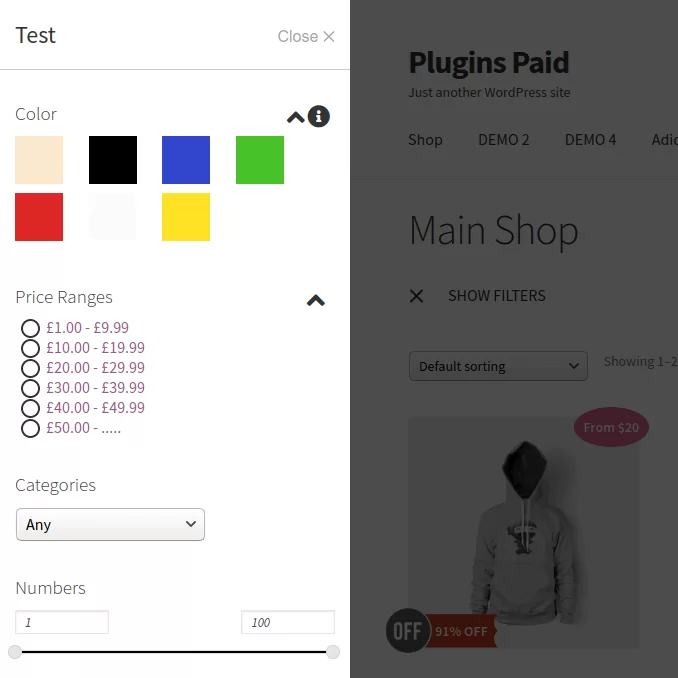 Test
Close ×
Color
Price Ranges
£1.00 - £9.99
£10.00 - £19.99
£20.00 - £29.99
£30.00 - £39.99
£40.00 - £49.99
£50.00 - .....
Categories
Any
Numbers
1
100
Plugins Paid
Just another WordPress site
Shop
DEMO 2
DEMO 4
Adic
Main Shop
SHOW FILTERS
Default sorting
Showing 1–2
From $20
OFF
91% OFF